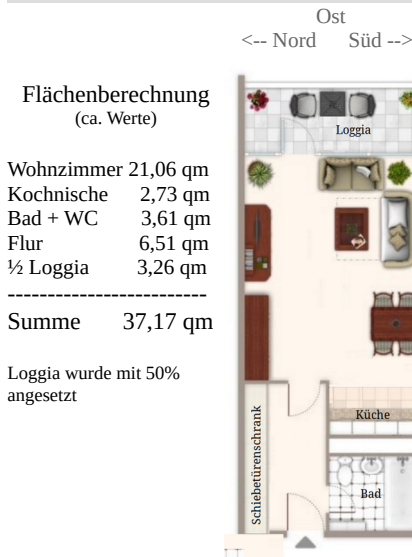 Ost
<-- Nord Süd -->
Flächenberechnung
(ca. Werte)
Wohnzimmer 21,06 qm
Kochnische 2,73 qm
Bad + WC 3,61 qm
Flur 6,51 qm
½ Loggia 3,26 qm
-------------------------
Summe 37,17 qm
Loggia wurde mit 50%
angesetzt
Loggia
Küche
Schiebetürenschrank
Bad